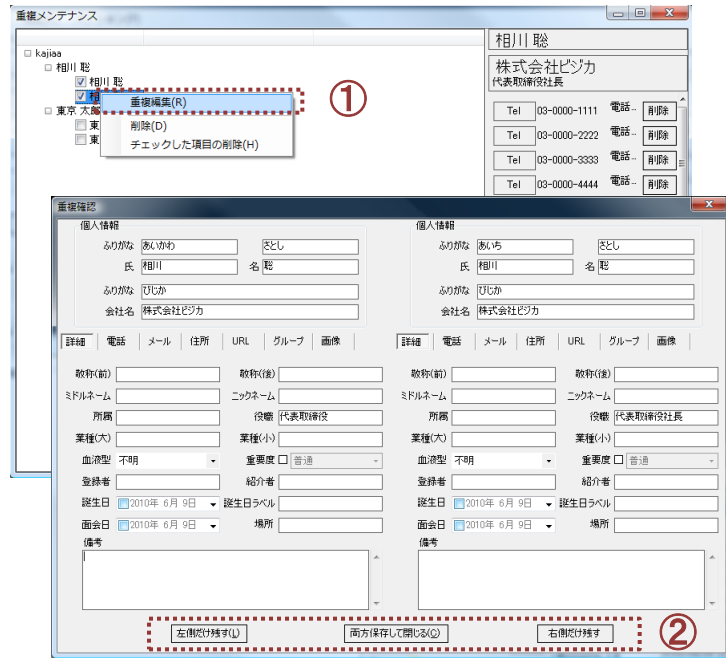 重複メンテナンス
kajiaa
相川 聡
相川 聡
重複編集(R)
①
東京 太郎
東
削除(D)
東
チェックした項目の削除(H)
相川 聡
株式会社ビジカ
代表取締役社長
Tel 03-0000-1111 電話.. 削除
Tel 03-0000-2222 電話.. 削除
Tel 03-0000-3333 電話.. 削除
Tel 03-0000-4444 電話.. 削除
重複確認
個人情報
ふりがな あいかわ さとし
氏 相川 名 聡
ふりがな びじか
会社名 株式会社ビジカ
詳細 電話 メール 住所 URL グループ 画像
敬称(前) 敬称(後)
ミドルネーム ニックネーム
所属 役職 代表取締役
業種(大) 業種(小)
血液型 不明 重要度 普通
登録者 紹介者
誕生日 2010年 6月 9日 誕生日ラベル
面会日 2010年 6月 9日 場所
備考
個人情報
ふりがな あいち さとし
氏 相川 名 聡
ふりがな びじか
会社名 株式会社ビジカ
詳細 電話 メール 住所 URL グループ 画像
敬称(前) 敬称(後)
ミドルネーム ニックネーム
所属 役職 代表取締役社長
業種(大) 業種(小)
血液型 不明 重要度 普通
登録者 紹介者
誕生日 2010年 6月 9日 誕生日ラベル
面会日 2010年 6月 9日 場所
備考
左側だけ残す(L) 両方保存して閉じる(C) 右側だけ残す
②